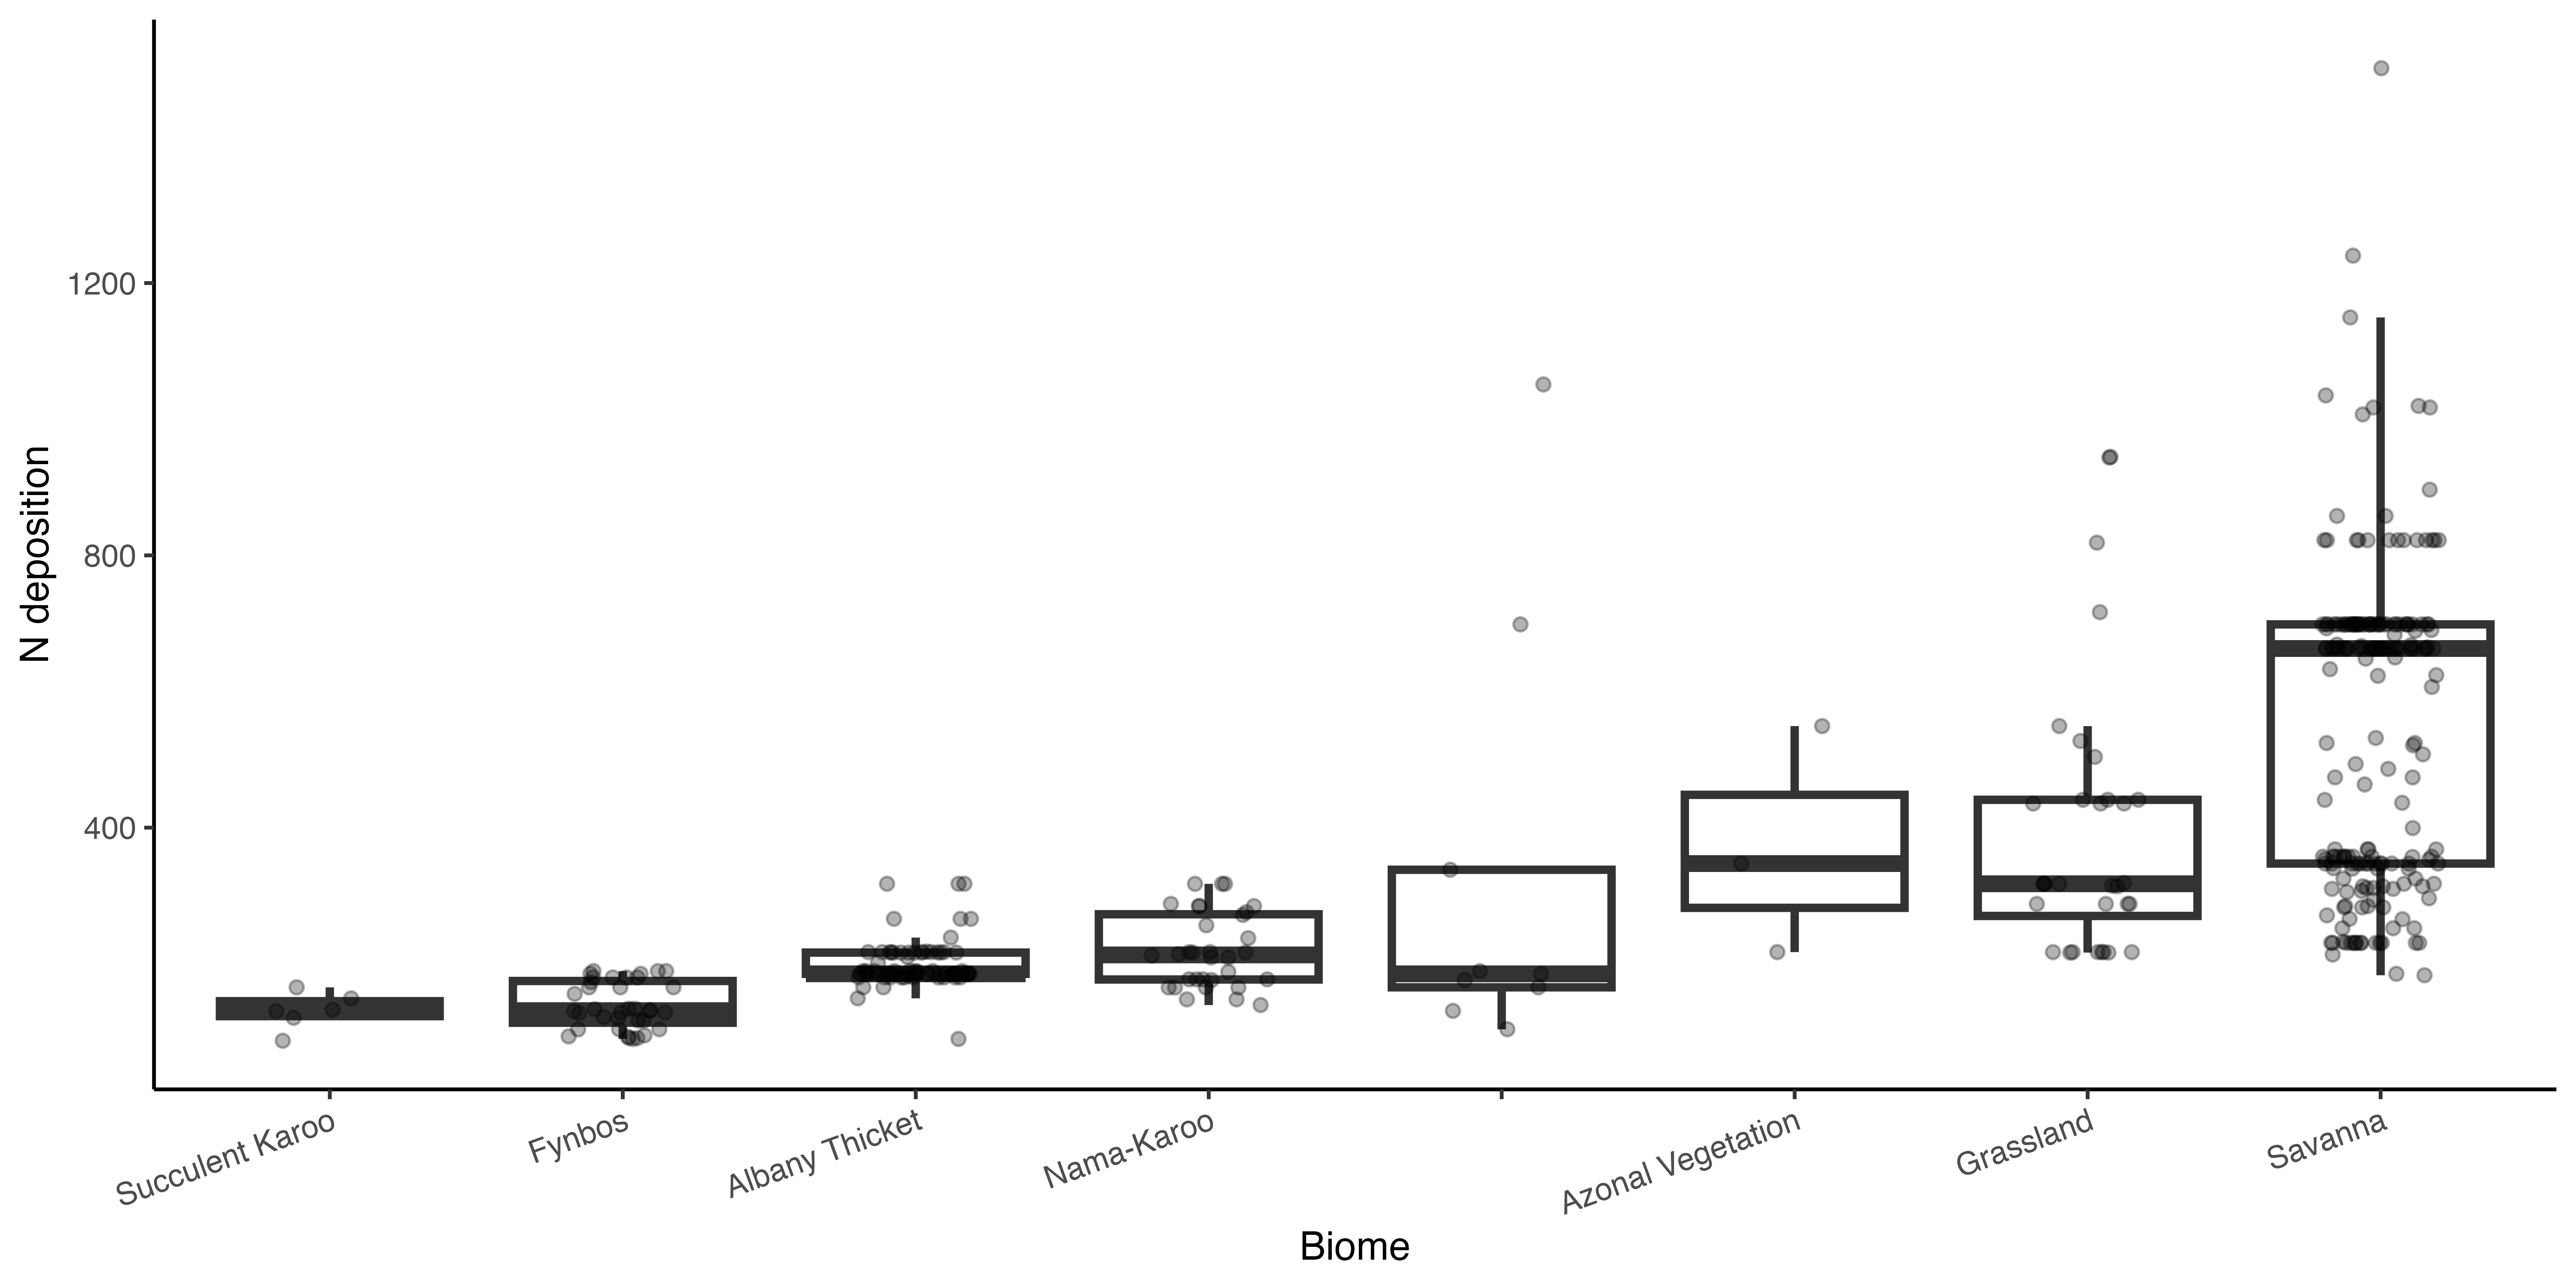 N deposition
1200
800
400
Succulent Karoo
Fynbos
Albany Thicket
Nama-Karoo
Azonal Vegetation
Grassland
Savanna
Biome